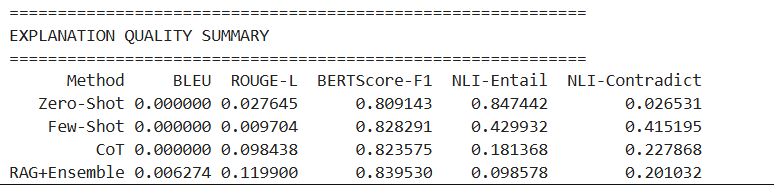 ============================================================
EXPLANATION QUALITY SUMMARY
============================================================
Method BLEU ROUGE-L BERTScore-F1 NLI-Entail NLI-Contradict
Zero-Shot 0.000000 0.027645 0.809143 0.847442 0.026531
Few-Shot 0.000000 0.009704 0.828291 0.429932 0.415195
CoT 0.000000 0.098438 0.823575 0.181368 0.227868
RAG+Ensemble 0.006274 0.119900 0.839530 0.098578 0.201032